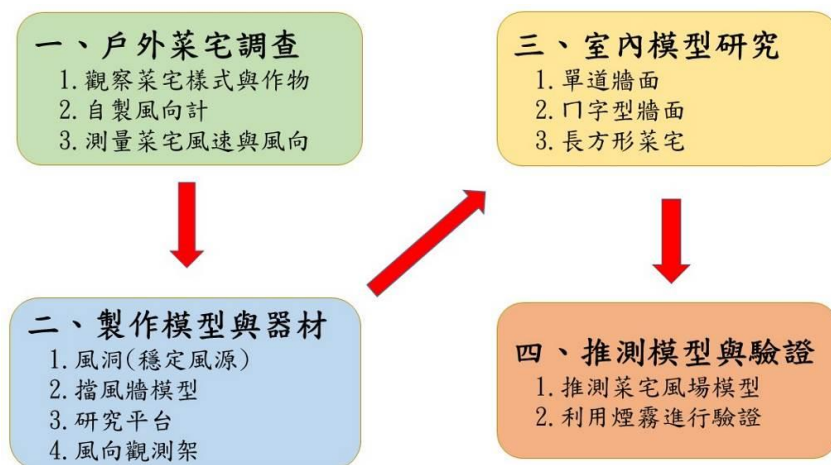 一、戶外菜宅調查
1. 觀察菜宅樣式與作物
2. 自製風向計
3. 測量菜宅風速與風向
二、製作模型與器材
1. 風洞(穩定風源)
2. 擋風牆模型
3. 研究平台
4. 風向觀測架
三、室內模型研究
1. 單道牆面
2. ㄇ字型牆面
3. 長方形菜宅
四、推測模型與驗證
1. 推測菜宅風場模型
2. 利用煙霧進行驗證